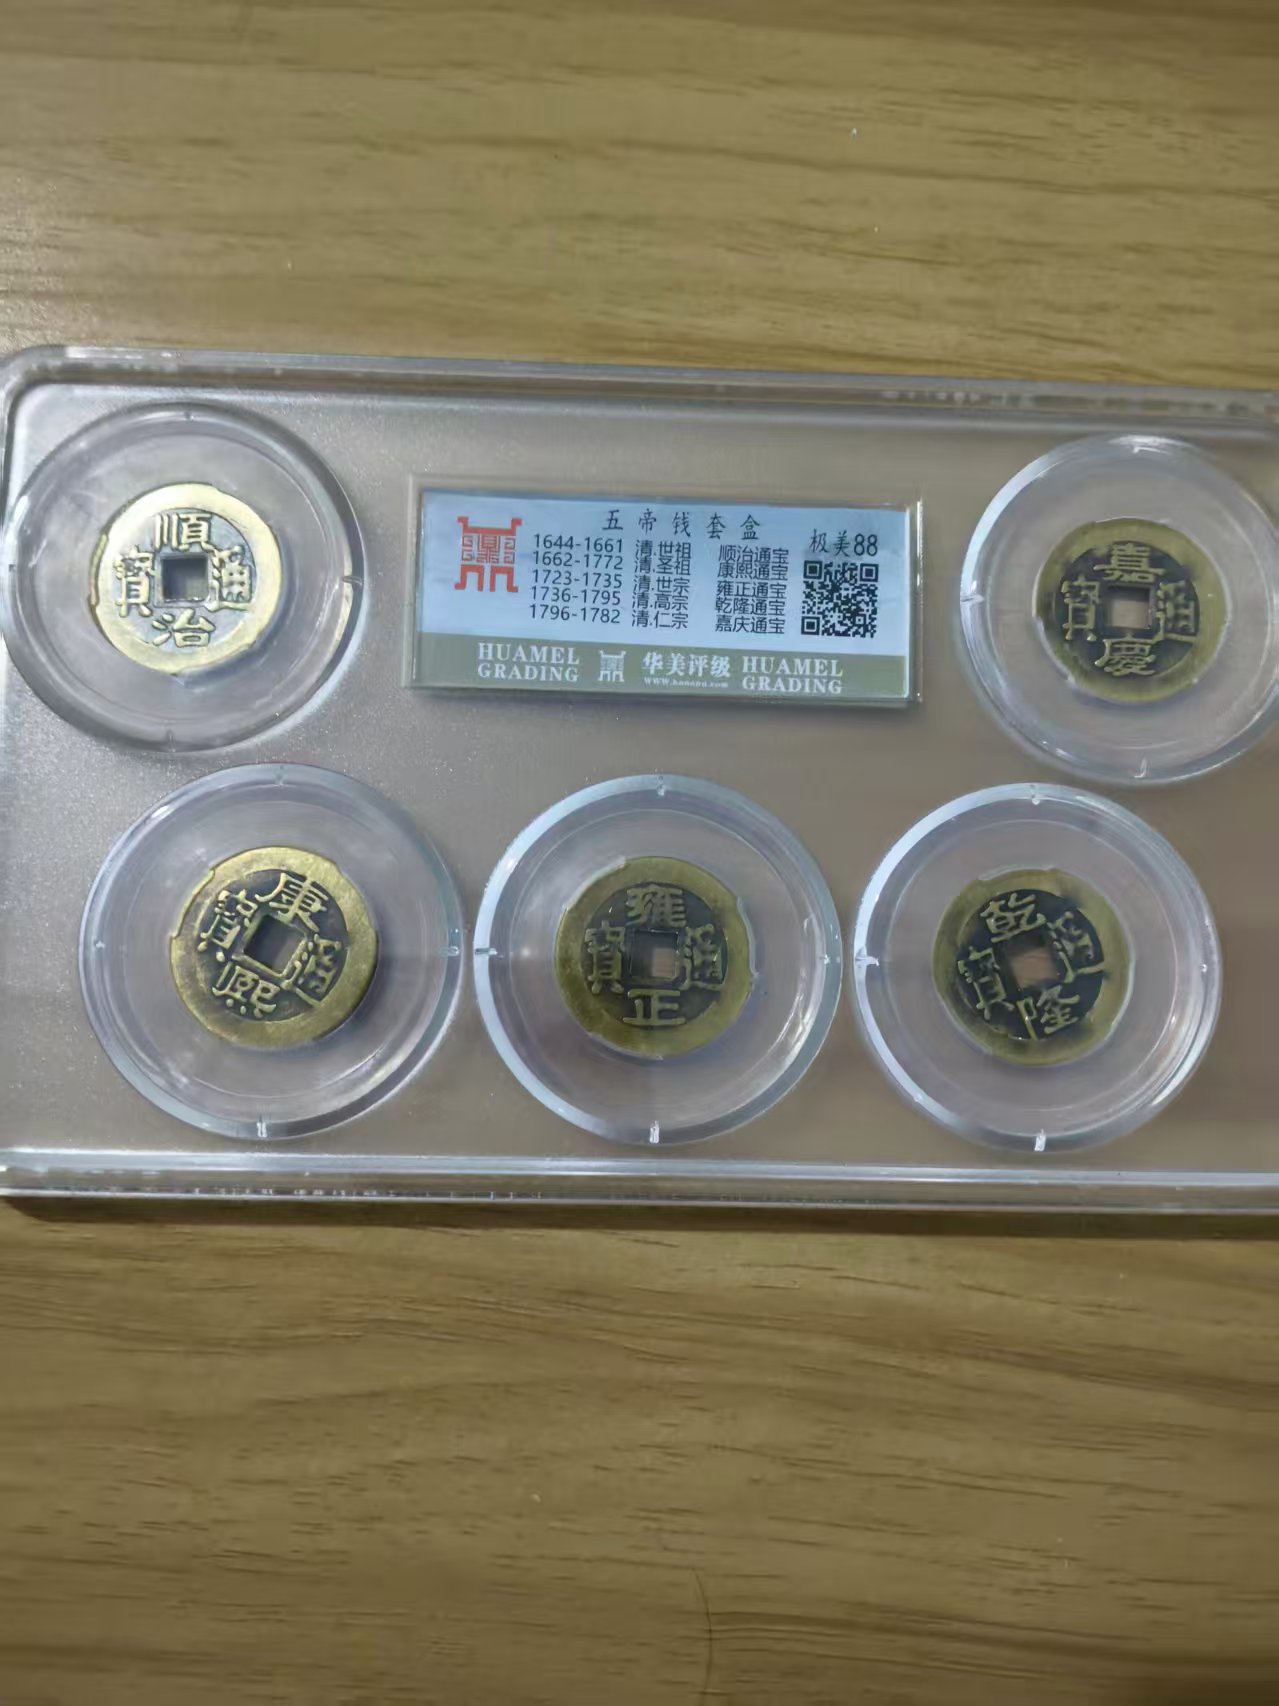 五帝钱套盒
极美88
1644-1661 清.世祖 顺治通宝
1662-1772 清.圣祖 康熙通宝
1723-1735 清.世宗 雍正通宝
1736-1795 清.高宗 乾隆通宝
1796-1782 清.仁宗 嘉庆通宝
HUAMEL GRADING
华美评级
HUAMEL GRADING
順治通寶
嘉慶通寶
康熙通寶
雍正通寶
乾隆通寶